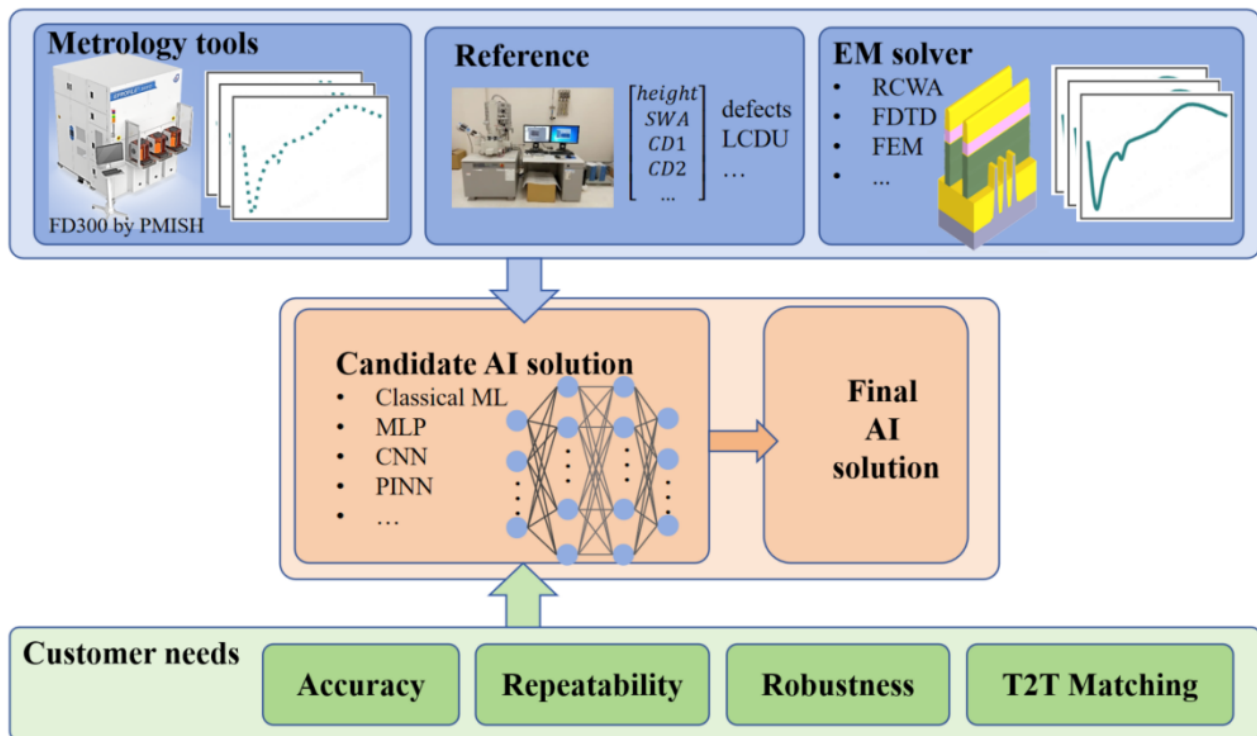 Metrology tools
FD300 by PMISH
Reference
height
SWA
CD1
CD2
...
defects
LCDU
...
EM solver
• RCWA
• FDTD
• FEM
• ...
Candidate AI solution
• Classical ML
• MLP
• CNN
• PINN
• ...
Final
AI
solution
Customer needs
Accuracy
Repeatability
Robustness
T2T Matching